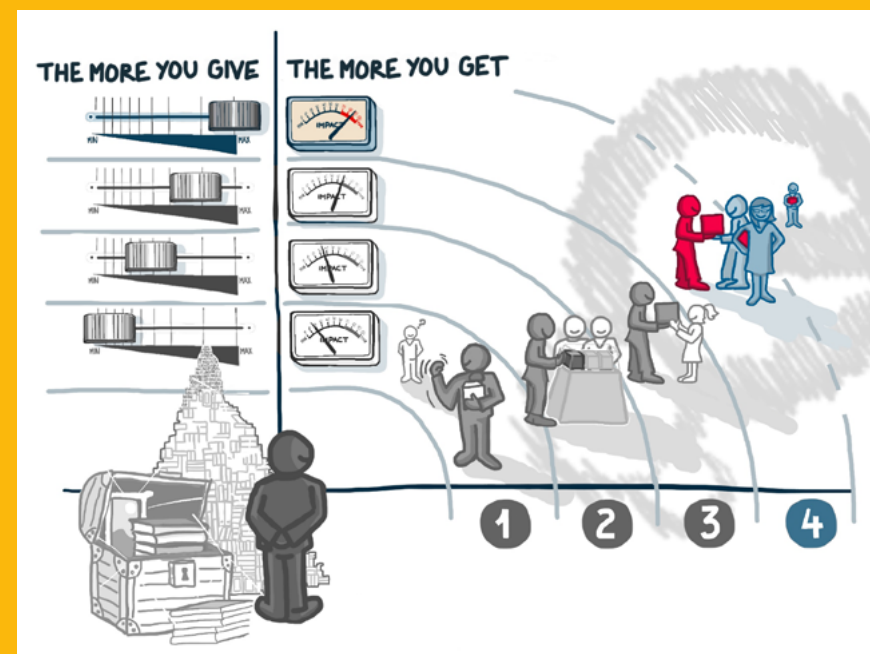 THE MORE YOU GIVE
THE MORE YOU GET
MIN
MAX
IMPACT
MIN
MAX
IMPACT
MIN
MAX
IMPACT
MIN
MAX
IMPACT
?
1
2
3
4